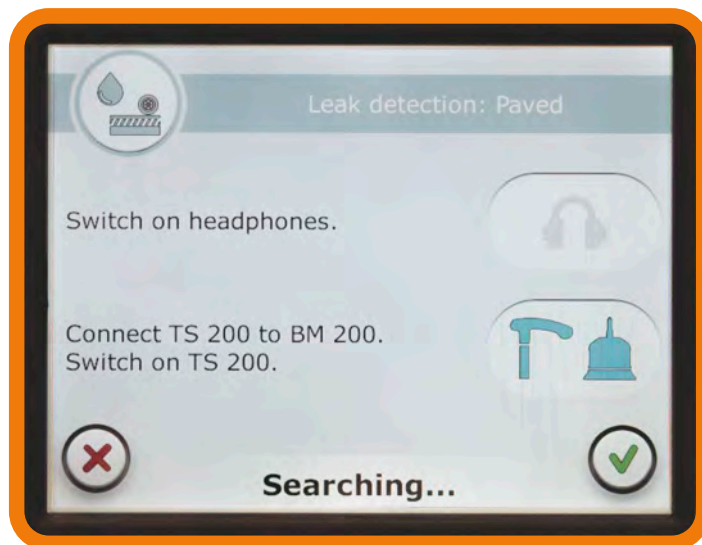 Leak detection: Paved
Switch on headphones.
Connect TS 200 to BM 200.
Switch on TS 200.
Searching...